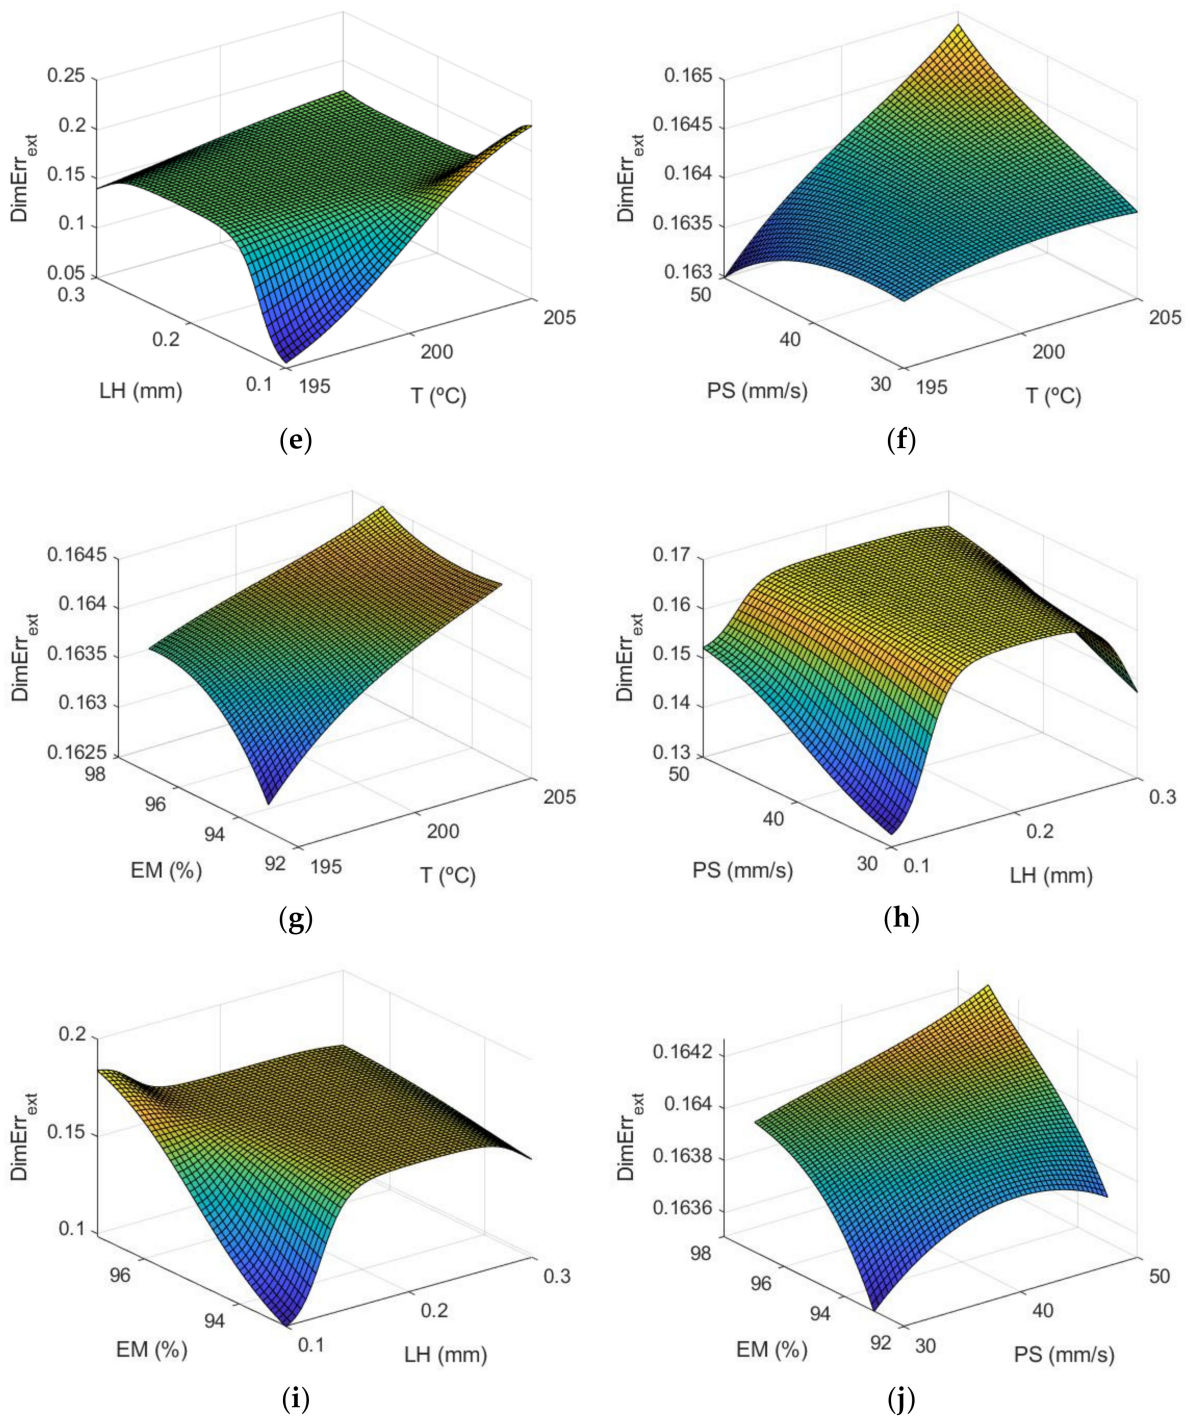 0.25
0.2
0.15
0.1
0.05
DimErr_ext
0.3
0.2
0.1
LH (mm)
195
200
205
T (ºC)
(e)
0.165
0.1645
0.164
0.1635
0.163
DimErr_ext
50
40
30
PS (mm/s)
195
200
205
T (ºC)
(f)
0.1645
0.164
0.1635
0.163
0.1625
DimErr_ext
98
96
94
92
EM (%)
195
200
205
T (ºC)
(g)
0.17
0.16
0.15
0.14
0.13
DimErr_ext
50
40
30
PS (mm/s)
0.1
0.2
0.3
LH (mm)
(h)
0.2
0.15
0.1
DimErr_ext
96
94
EM (%)
0.1
0.2
0.3
LH (mm)
(i)
0.1642
0.164
0.1638
0.1636
DimErr_ext
98
96
94
92
EM (%)
30
40
50
PS (mm/s)
(j)